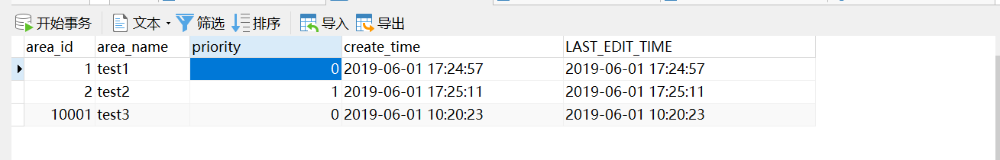 开始事务 文本 筛选 排序 导入 导出
area_id area_name priority create_time LAST_EDIT_TIME
1 test1 0 2019-06-01 17:24:57 2019-06-01 17:24:57
2 test2 1 2019-06-01 17:25:11 2019-06-01 17:25:11
10001 test3 0 2019-06-01 10:20:23 2019-06-01 10:20:23